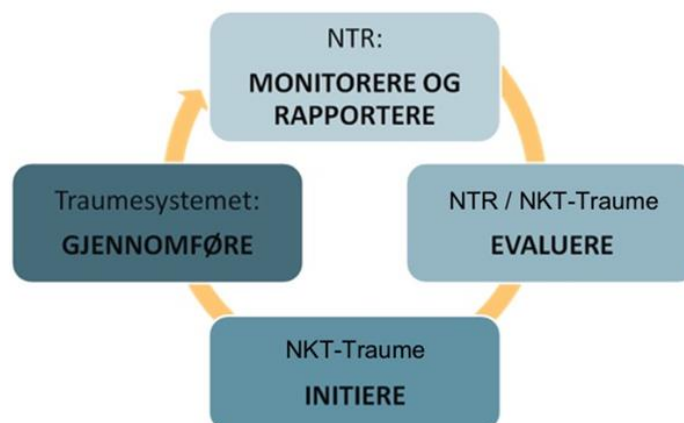 NTR:
MONITORERE OG
RAPPORTERE
NTR / NKT-Traume
EVALUERE
NKT-Traume
INITIERE
Traumesystemet:
GJENNOMFØRE